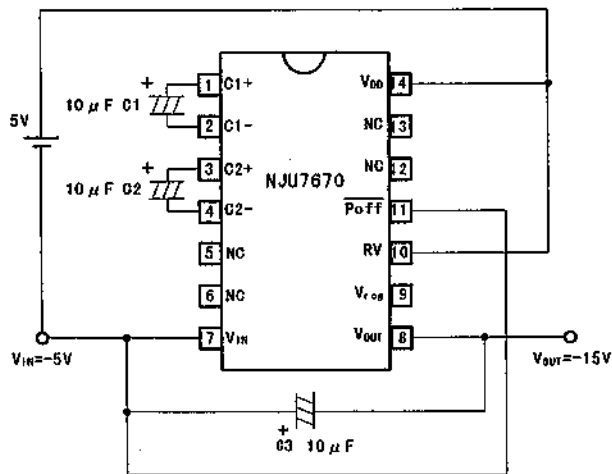 5V
+
10μF C1
+
10μF C2
1 C1+
2 C1-
3 C2+
4 C2-
5 NC
6 NC
7 VIN
NJU7670
VDD 14
NC 13
NC 12
Poff 11
RV 10
Vreg 9
VOUT 8
VIN=-5V
VOUT=-15V
+
C3 10μF